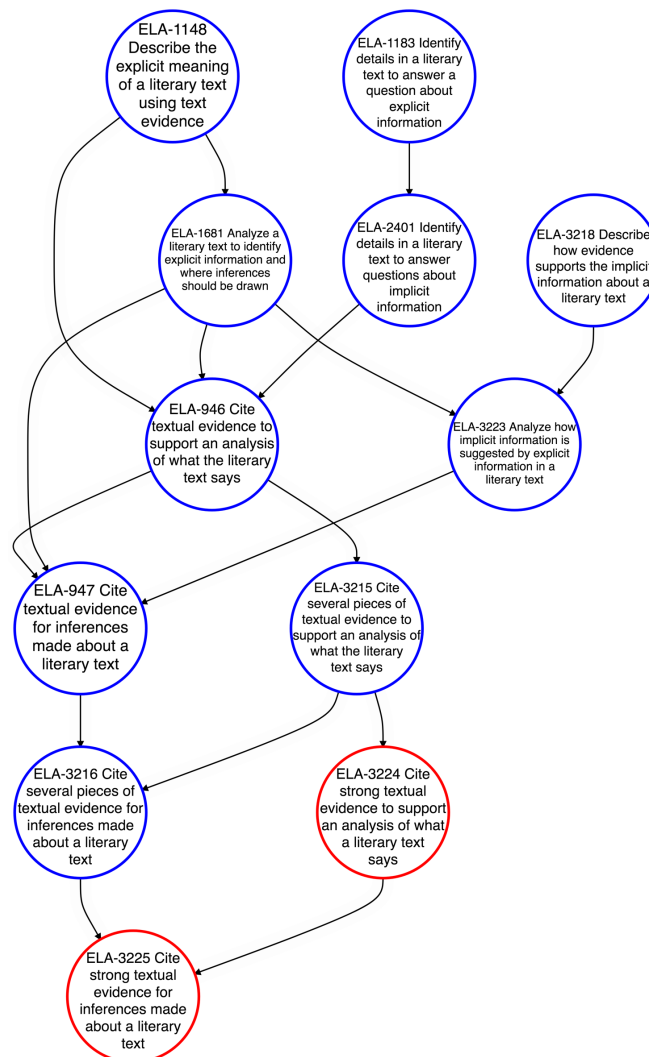 ELA-1148
Describe the
explicit meaning
of a literary text
using text
evidence
ELA-1183 Identify
details in a literary
text to answer a
question about
explicit
information
ELA-1681 Analyze a
literary text to identify
explicit information and
where inferences
should be drawn
ELA-2401 Identify
details in a literary
text to answer
questions about
implicit
information
ELA-3218 Describe
how evidence
supports the implicit
information about a
literary text
ELA-946 Cite
textual evidence to
support an analysis
of what the literary
text says
ELA-3223 Analyze how
implicit information is
suggested by explicit
information in a
literary text
ELA-947 Cite
textual evidence
for inferences
made about a
literary text
ELA-3215 Cite
several pieces of
textual evidence to
support an analysis of
what the literary
text says
ELA-3216 Cite
several pieces of
textual evidence for
inferences made
about a literary
text
ELA-3224 Cite
strong textual
evidence to support
an analysis of what
a literary text
says
ELA-3225 Cite
strong textual
evidence for
inferences made
about a literary
text